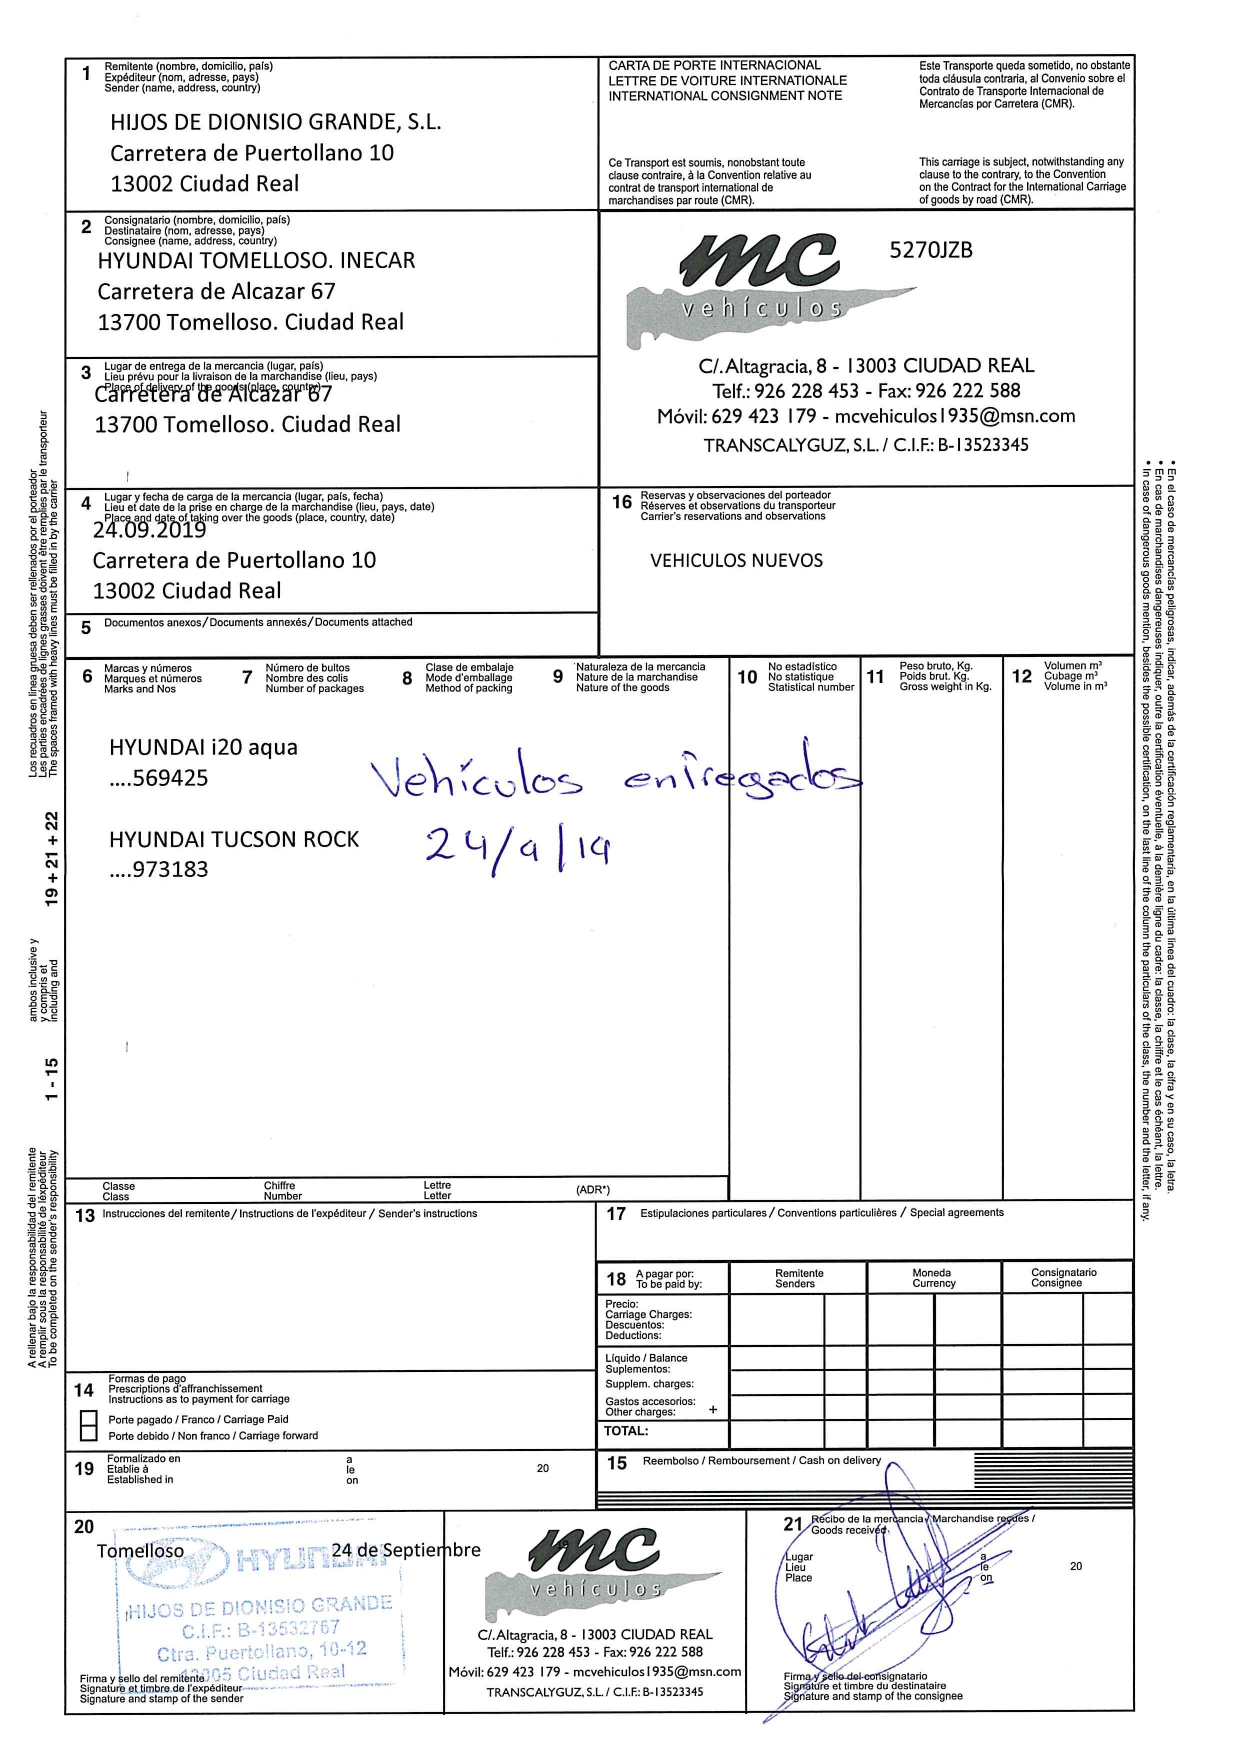 1 Remitente (nombre, domicilio, país)
Expéditeur (nom, adresse, pays)
Sender (name, address, country)
HIJOS DE DIONISIO GRANDE, S.L.
Carretera de Puertollano 10
13002 Ciudad Real
CARTA DE PORTE INTERNACIONAL
LETTRE DE VOITURE INTERNATIONALE
INTERNATIONAL CONSIGNMENT NOTE
Este Transporte queda sometido, no obstante
toda cláusula contraria, al Convenio sobre el
Contrato de Transporte Internacional de
Mercancías por Carretera (CMR).
Ce Transport est soumis, nonobstant toute
clause contraire, à la Convention relative au
contrat de transport international de
marchandises par route (CMR).
This carriage is subject, notwithstanding any
clause to the contrary, to the Convention
on the Contract for the International Carriage
of goods by road (CMR).
2 Consignatario (nombre, domicilio, país)
Destinataire (nom, adresse, pays)
Consignee (name, address, country)
HYUNDAI TOMELLOSO. INECAR
Carretera de Alcazar 67
13700 Tomelloso. Ciudad Real
mc
vehículos
5270JZB
C/.Altagracia, 8 - 13003 CIUDAD REAL
Telf.: 926 228 453 - Fax: 926 222 588
Móvil: 629 423 179 - mcvehiculos1935@msn.com
TRANSCALYGUZ, S.L. / C.I.F.: B-13523345
3 Lugar de entrega de la mercancía (lugar, país)
Lieu prévu pour la livraison de la marchandise (lieu, pays)
Place of delivery of the goods (place, country)
Carretera de Alcazar 67
13700 Tomelloso. Ciudad Real
4 Lugar y fecha de carga de la mercancía (lugar, país, fecha)
Lieu et date de la prise en charge de la marchandise (lieu, pays, date)
Place and date of taking over the goods (place, country, date)
24.09.2019
Carretera de Puertollano 10
13002 Ciudad Real
16 Reservas y observaciones del porteador
Réserves et observations du transporteur
Carrier's reservations and observations
VEHICULOS NUEVOS
5 Documentos anexos/Documents annexés/Documents attached
6 Marcas y números
Marques et numéros
Marks and Nos
7 Número de bultos
Nombre des colis
Number of packages
8 Clase de embalaje
Mode d'emballage
Method of packing
9 Naturaleza de la mercancia
Nature de la marchandise
Nature of the goods
10 No estadístico
No statistique
Statistical number
11 Peso bruto, Kg.
Poids brut. Kg.
Gross weight in Kg.
12 Volumen m³
Cubage m³
Volume in m³
HYUNDAI i20 aqua
....569425
Vehículos entregados
HYUNDAI TUCSON ROCK
....973183
24/9/19
Classe
Class
Chiffre
Number
Lettre
Letter
(ADR*)
13 Instrucciones del remitente / Instructions de l'expéditeur / Sender's instructions
17 Estipulaciones particulares / Conventions particulières / Special agreements
18 A pagar por:
To be paid by:
Remitente
Senders
Moneda
Currency
Consignatario
Consignee
Precio:
Carriage Charges:
Descuentos:
Deductions:
Líquido / Balance
Suplementos:
Supplem. charges:
Gastos accesorios:
Other charges: +
TOTAL:
14 Formas de pago
Prescriptions d'affranchissement
Instructions as to payment for carriage
Porte pagado / Franco / Carriage Paid
Porte debido / Non franco / Carriage forward
19 Formalizado en
Etablie à
Established in
a
le
on
20
15 Reembolso / Remboursement / Cash on delivery
20
Tomelloso 24 de Septiembre
HYUNDAI
HIJOS DE DIONISIO GRANDE
C.I.F.: B-13532767
Ctra. Puertollano, 10-12
13005 Ciudad Real
Firma y sello del remitente
Signature et timbre de l'expéditeur
Signature and stamp of the sender
mc
vehículos
C/.Altagracia, 8 - 13003 CIUDAD REAL
Telf.: 926 228 453 - Fax: 926 222 588
Móvil: 629 423 179 - mcvehiculos1935@msn.com
TRANSCALYGUZ, S.L. / C.I.F.: B-13523345
21 Recibo de la mercancía / Marchandise reçues /
Goods received
Lugar
Lieu
Place
a
le
on
20
Firma y sello del consignatario
Signature et timbre du destinataire
Signature and stamp of the consignee
Los recuadros en línea gruesa deben ser rellenados por el porteador
Les parties encadrées de lignes grasses doivent être remplies par le transporteur
The spaces framed with heavy lines must be filled in by the carrier
19 + 21 + 22
ambos inclusive y
y compris et
including and
1 - 15
A rellenar bajo la responsabilidad del remitente
A remplir sous la responsabilité de l'expéditeur
To be completed on the sender's responsibility
• En el caso de mercancías peligrosas, indicar, además de la certificación reglamentaria, en la última línea del cuadro: la clase, la cifra y en su caso, la letra.
• En cas de marchandises dangereuses indiquer, outre la certification éventuelle, à la dernière ligne du cadre: la classe, la chiffre et le cas échéant, la lettre.
• In case of dangerous goods mention, besides the possible certification, on the last line of the column the particulars of the class, the number and the letter, if any.